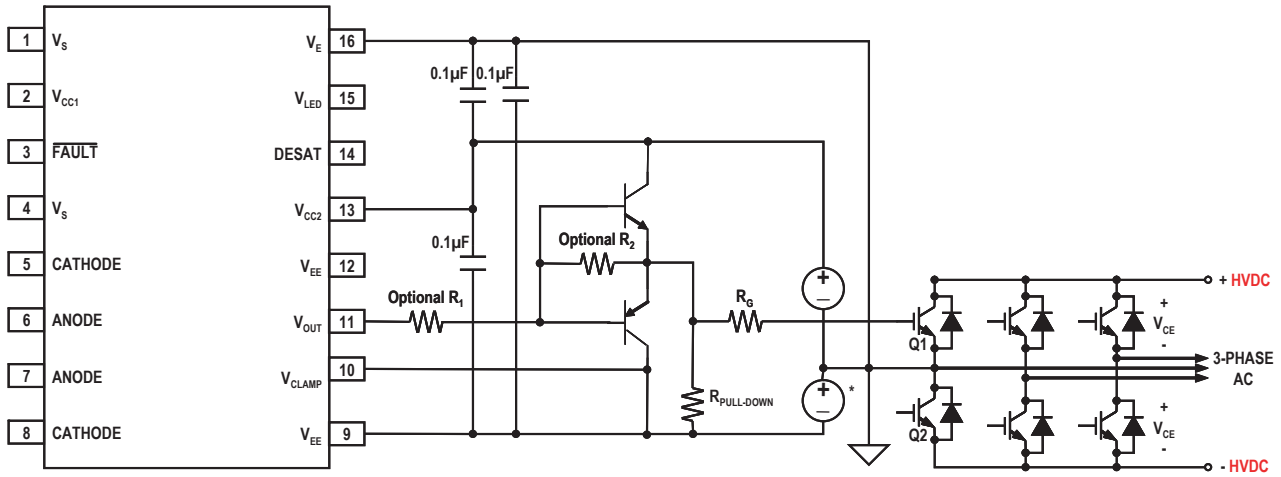 1 V_S
2 V_CC1
3 FAULT
4 V_S
5 CATHODE
6 ANODE
7 ANODE
8 CATHODE
V_E 16
V_LED 15
DESAT 14
V_CC2 13
V_EE 12
V_OUT 11
V_CLAMP 10
V_EE 9
0.1µF 0.1µF
0.1µF
Optional R_1
Optional R_2
R_G
R_PULL-DOWN
+
–
+
–
*
Q1
Q2
+
V_CE
-
+
V_CE
-
+ HVDC
3-PHASE
AC
- HVDC